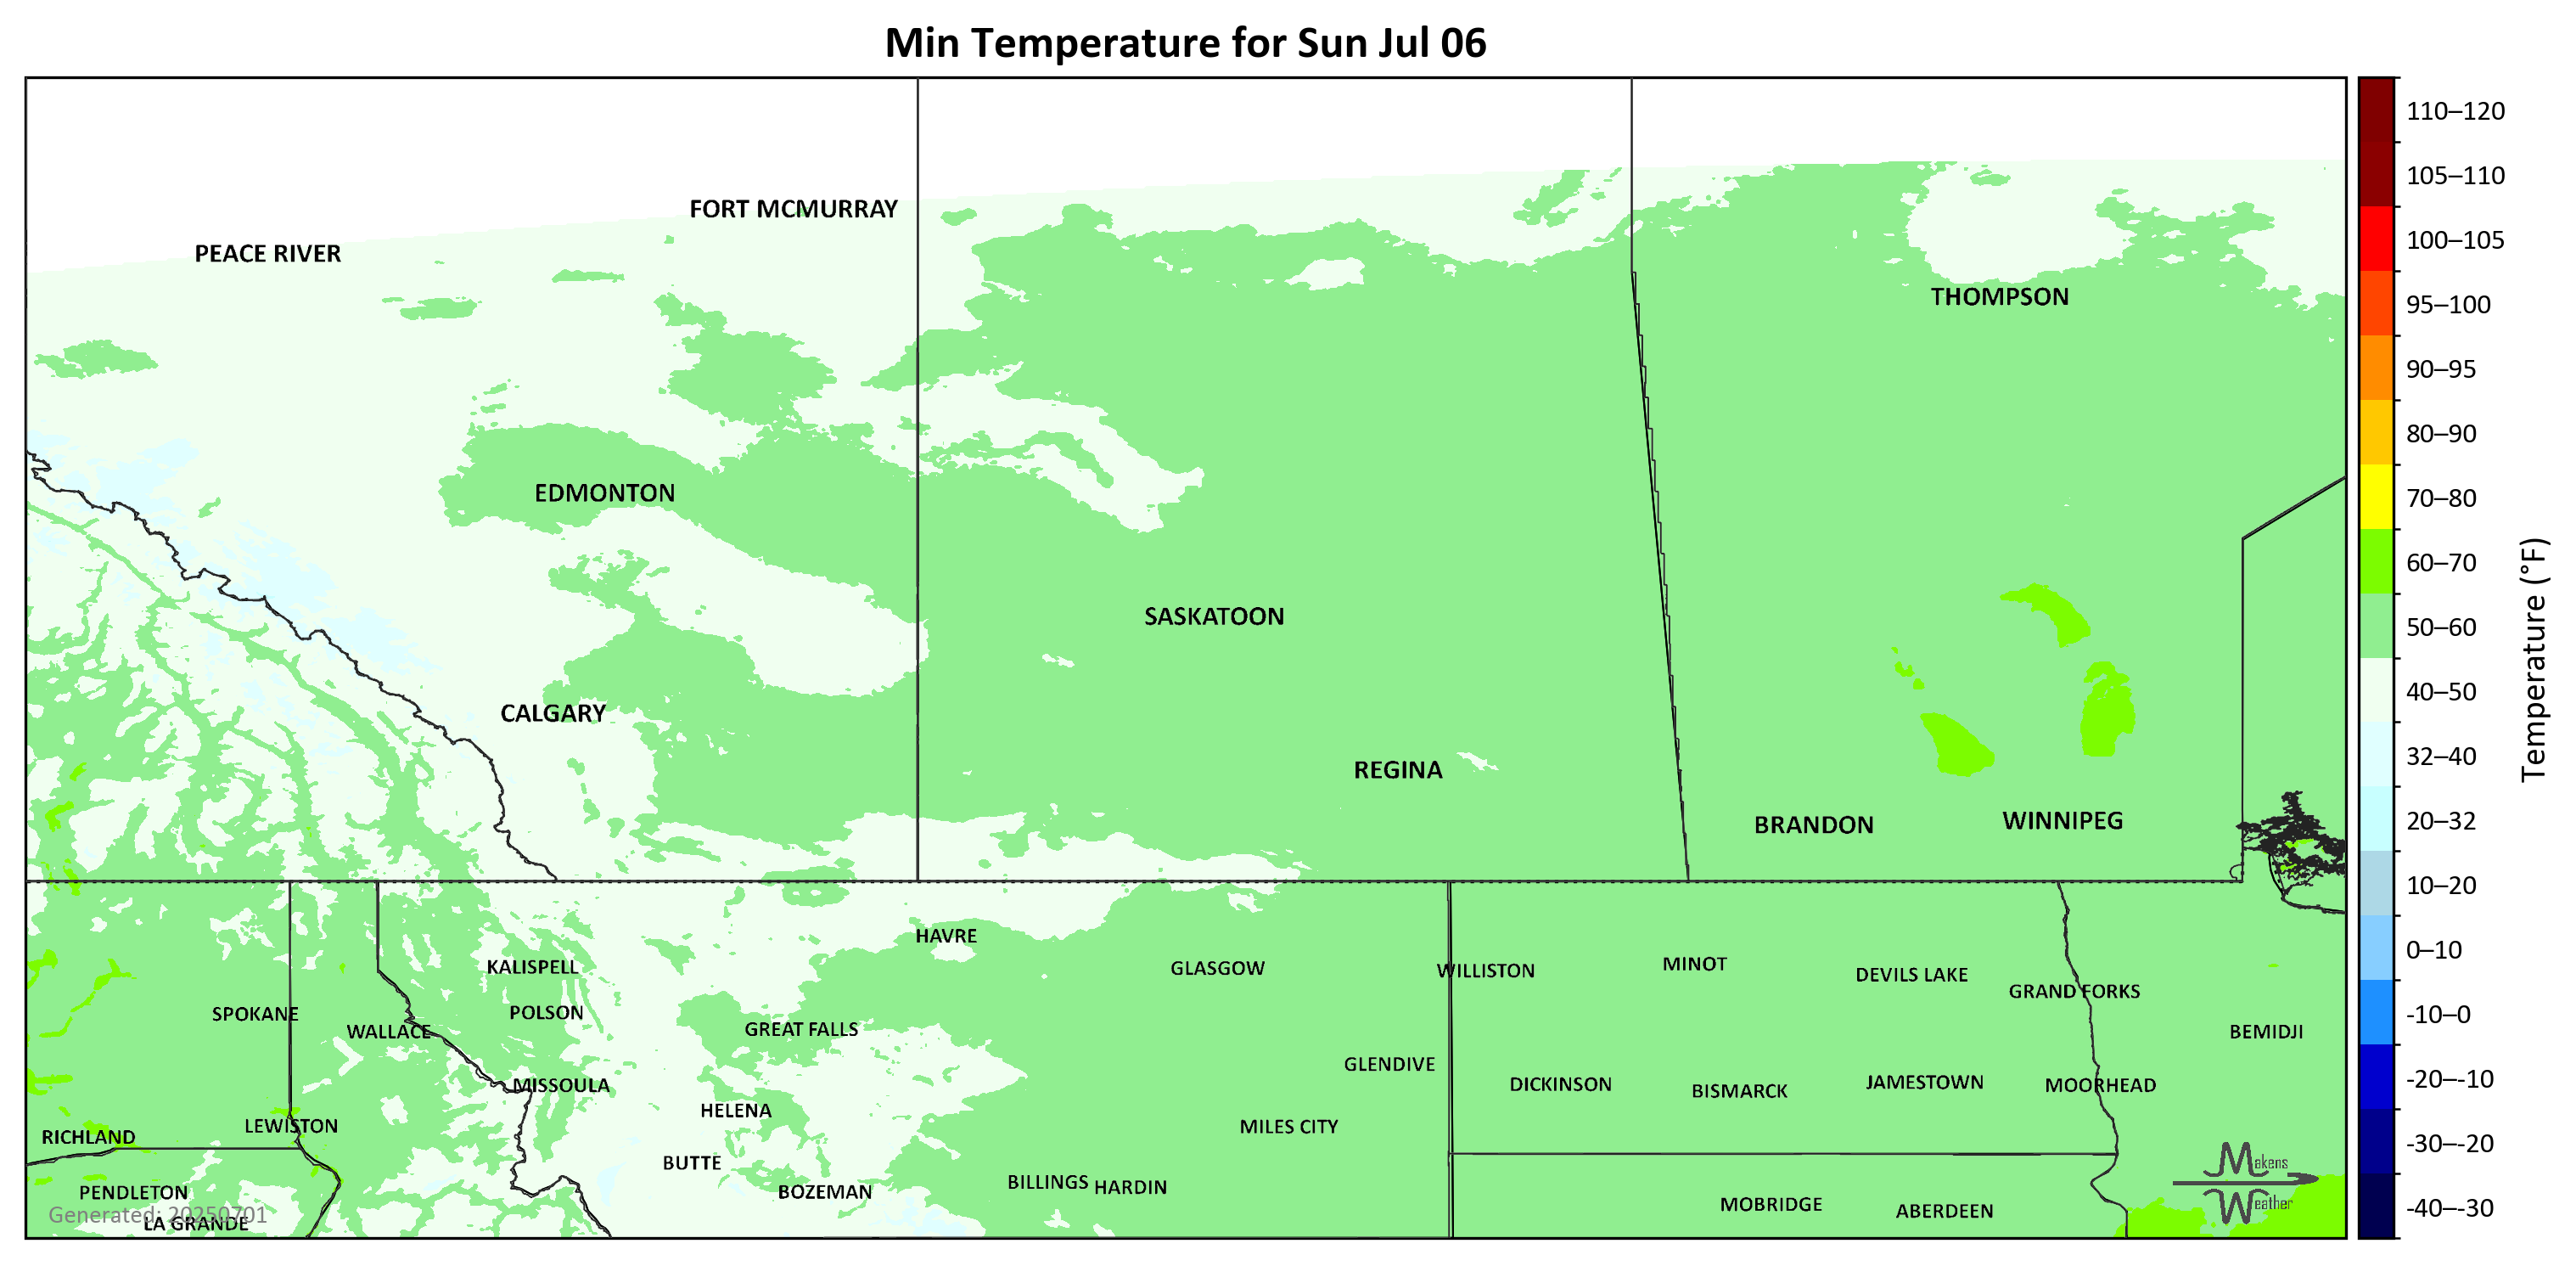 Min Temperature for Sun Jul 06
FORT MCMURRAY
PEACE RIVER
THOMPSON
EDMONTON
SASKATOON
CALGARY
REGINA
BRANDON
WINNIPEG
HAVRE
KALISPELL
GLASGOW
WILLISTON
MINOT
DEVILS LAKE
GRAND FORKS
SPOKANE
POLSON
WALLACE
GREAT FALLS
BEMIDJI
GLENDIVE
MISSOULA
DICKINSON
BISMARCK
JAMESTOWN
MOORHEAD
HELENA
LEWISTON
MILES CITY
RICHLAND
BUTTE
BILLINGS
HARDIN
PENDLETON
BOZEMAN
MOBRIDGE
ABERDEEN
Generated: 20250701
LA GRANDE
Makens
Weather
110–120
105–110
100–105
95–100
90–95
80–90
70–80
60–70
50–60
40–50
32–40
20–32
10–20
0–10
-10–0
-20–-10
-30–-20
-40–-30
Temperature (°F)